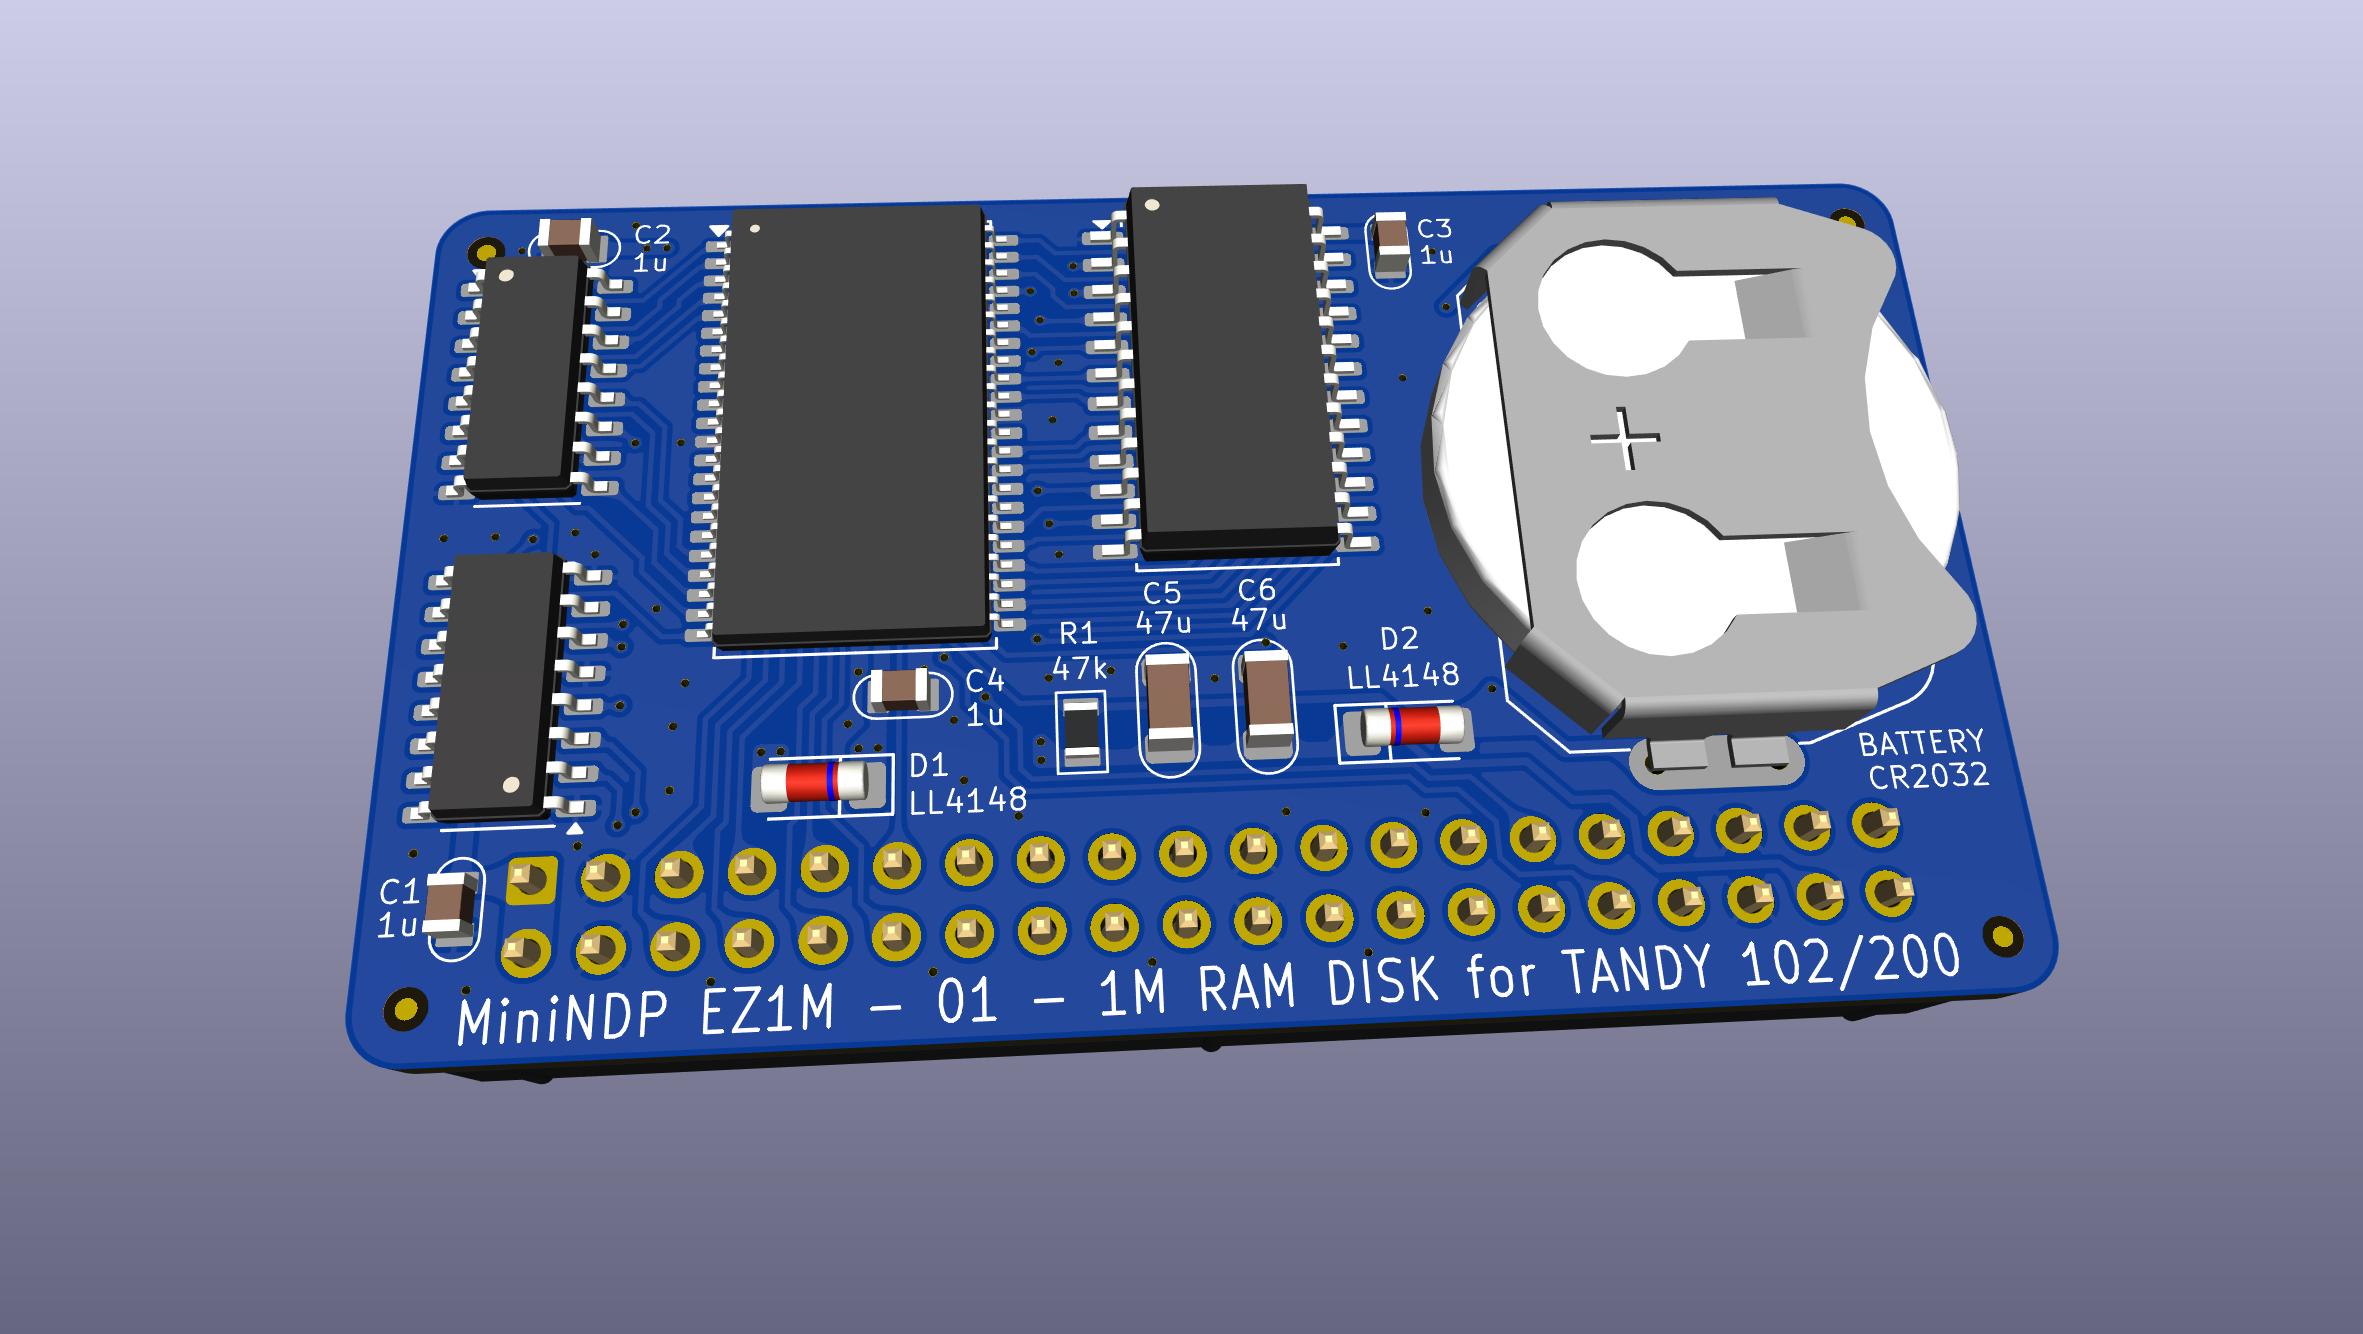 C2
1u
C3
1u
C5
47u
C6
47u
R1
47k
D2
LL4148
C4
1u
D1
LL4148
BATTERY
CR2032
C1
1u
+
MiniNDP EZ1M - 01 - 1M RAM DISK for TANDY 102/200